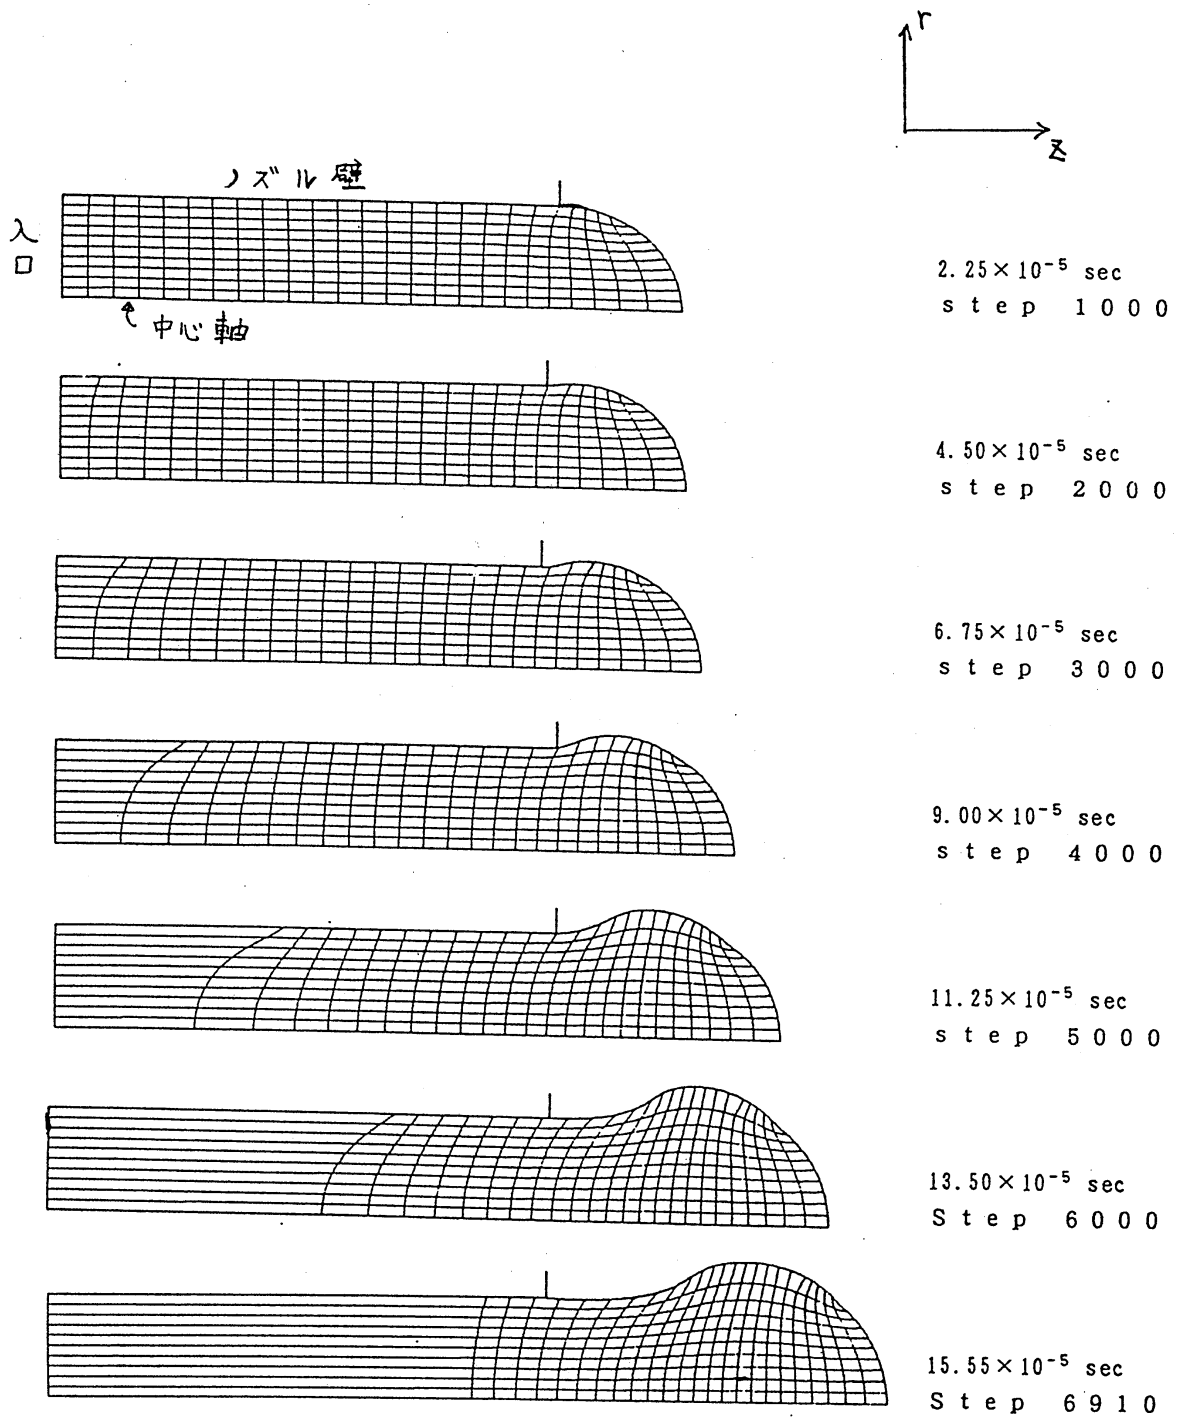 r
z
ノズル壁
入口
中心軸
2.25×10⁻⁵ sec
step 1000
4.50×10⁻⁵ sec
step 2000
6.75×10⁻⁵ sec
step 3000
9.00×10⁻⁵ sec
step 4000
11.25×10⁻⁵ sec
step 5000
13.50×10⁻⁵ sec
Step 6000
15.55×10⁻⁵ sec
Step 6910